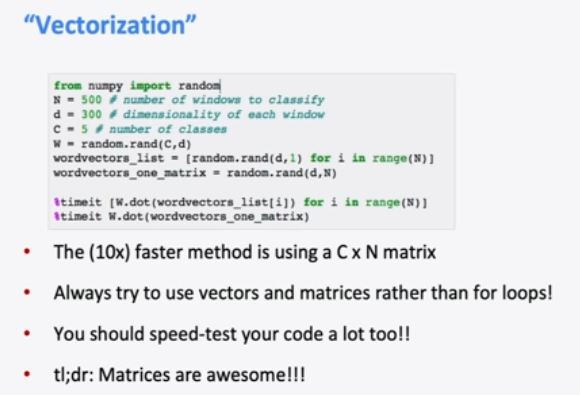 “Vectorization”
from numpy import random
N = 500 # number of windows to classify
d = 300 # dimensionality of each window
C = 5 # number of classes
W = random.rand(C,d)
wordvectors_list = [random.rand(d,1) for i in range(N)]
wordvectors_one_matrix = random.rand(d,N)
%timeit [W.dot(wordvectors_list[i]) for i in range(N)]
%timeit W.dot(wordvectors_one_matrix)
• The (10x) faster method is using a C x N matrix
• Always try to use vectors and matrices rather than for loops!
• You should speed-test your code a lot too!!
• tl;dr: Matrices are awesome!!!